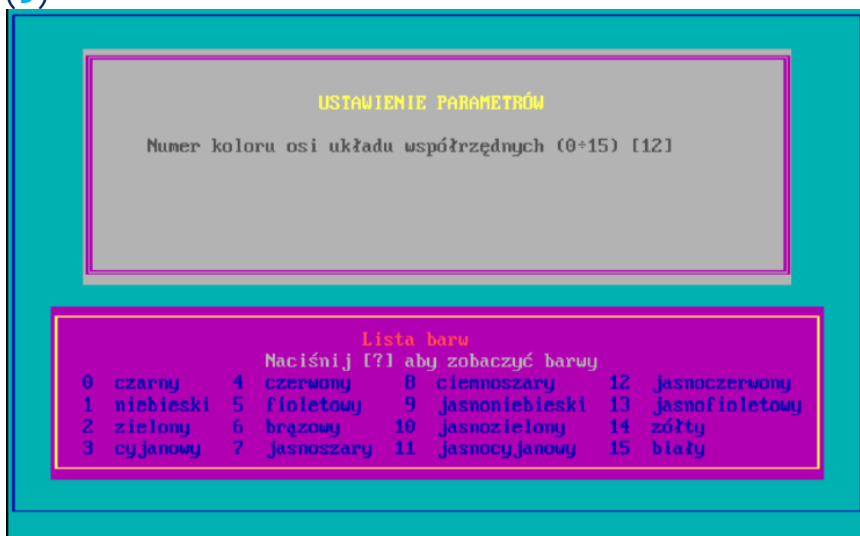 USTAWIENIE PARAMETRÓW
Numer koloru osi układu współrzędnych (0÷15) [12]
Lista barw
Naciśnij [?] aby zobaczyć barwy
0 czarny 4 czerwony 8 ciemnoszary 12 jasnoczerwony
1 niebieski 5 fioletowy 9 jasnoniebieski 13 jasnofioletowy
2 zielony 6 brązowy 10 jasnozielony 14 zółty
3 cyjanowy 7 jasnoszary 11 jasnocyjanowy 15 biały